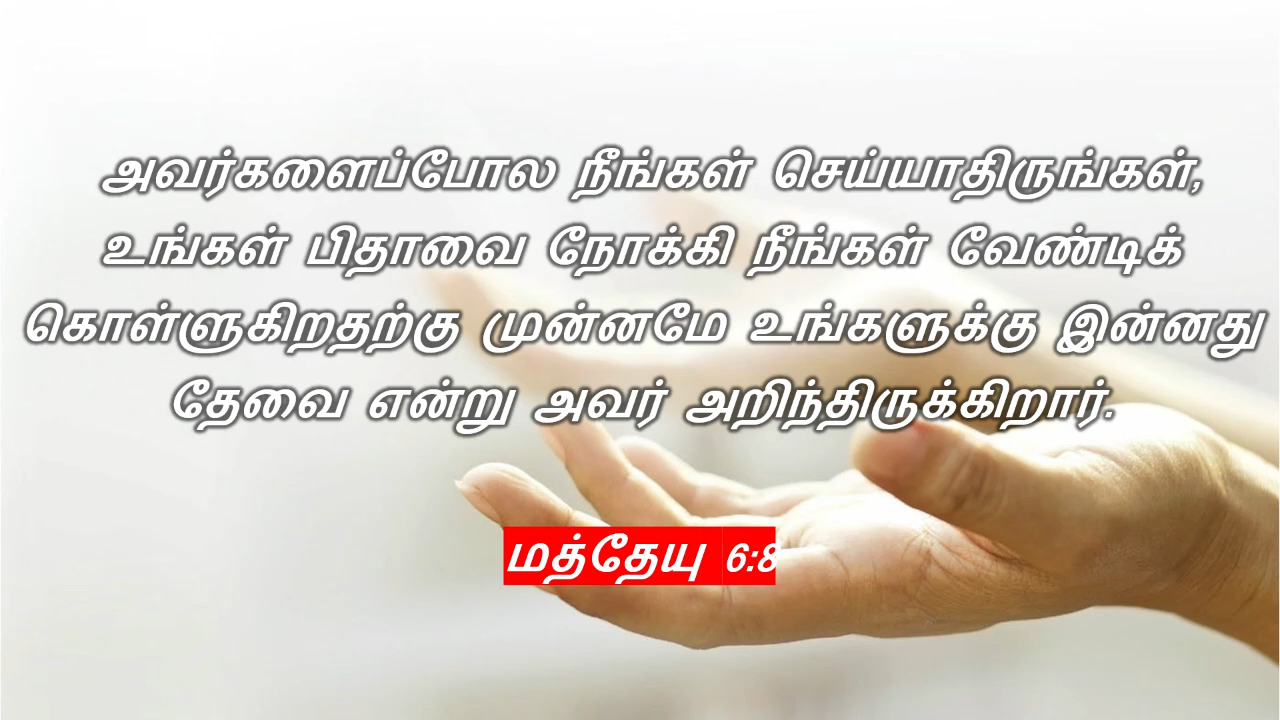 அவர்களைப்போல நீங்கள் செய்யாதிருங்கள்,
உங்கள் பிதாவை நோக்கி நீங்கள் வேண்டிக்
கொள்ளுகிறதற்கு முன்னமே உங்களுக்கு இன்னது
தேவை என்று அவர் அறிந்திருக்கிறார்.
மத்தேயு 6:8